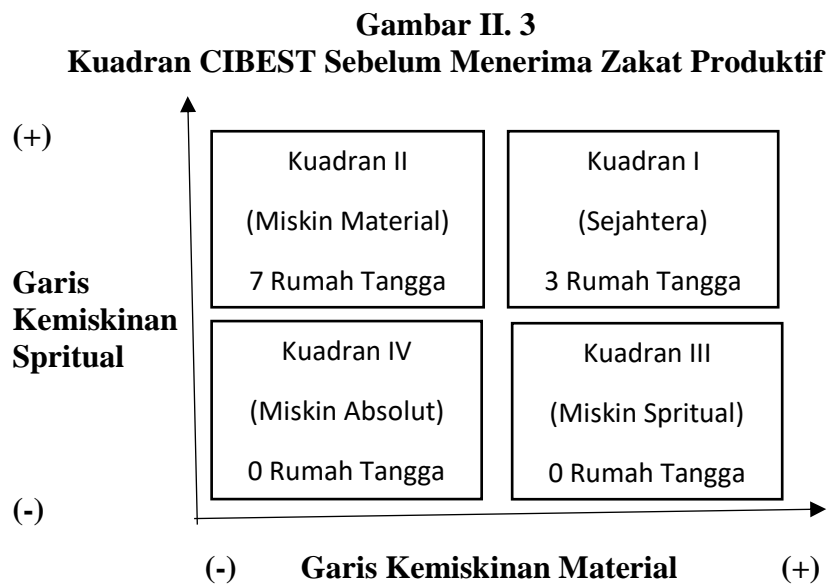 Gambar II. 3
Kuadran CIBEST Sebelum Menerima Zakat Produktif
(+)
Kuadran II
(Miskin Material)
7 Rumah Tangga
Kuadran I
(Sejahtera)
3 Rumah Tangga
Garis
Kemiskinan
Spritual
Kuadran IV
(Miskin Absolut)
0 Rumah Tangga
Kuadran III
(Miskin Spritual)
0 Rumah Tangga
(-)
(-) Garis Kemiskinan Material (+)